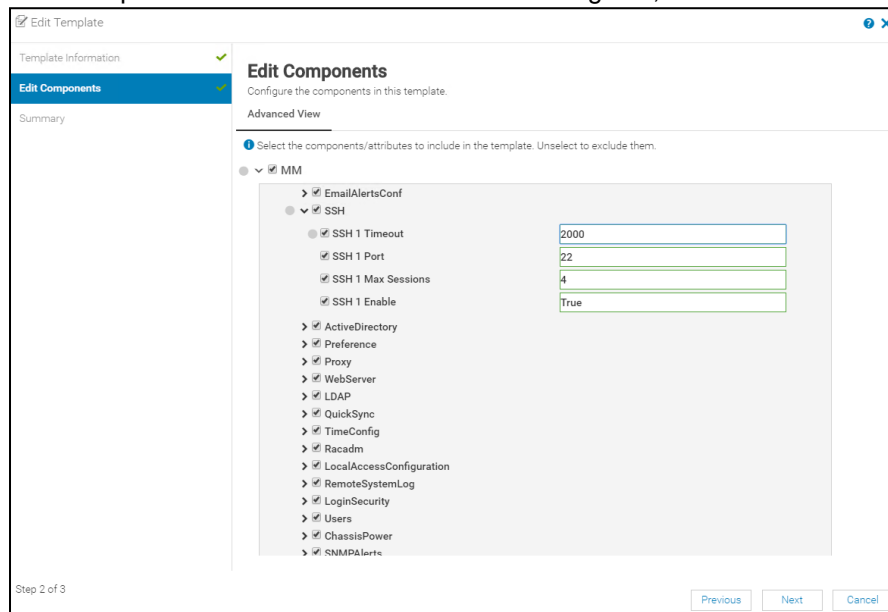 Edit Template
Template Information
Edit Components
Summary
Edit Components
Configure the components in this template.
Advanced View
Select the components/attributes to include in the template. Unselect to exclude them.
MM
EmailAlertsConf
SSH
SSH 1 Timeout 2000
SSH 1 Port 22
SSH 1 Max Sessions 4
SSH 1 Enable True
ActiveDirectory
Preference
Proxy
WebServer
LDAP
QuickSync
TimeConfig
Racadm
LocalAccessConfiguration
RemoteSystemLog
LoginSecurity
Users
ChassisPower
SNMPAlerts
Step 2 of 3
Previous Next Cancel